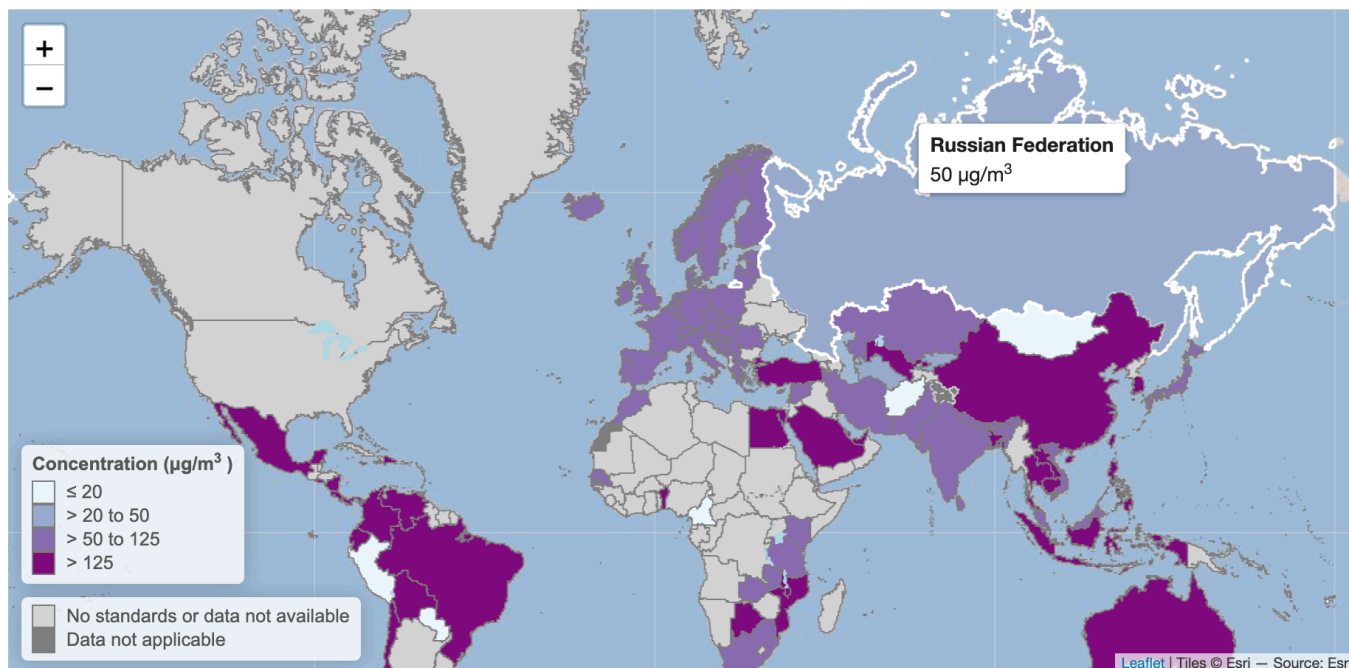 +
−
Russian Federation
50 µg/m³
Concentration (µg/m³ )
≤ 20
> 20 to 50
> 50 to 125
> 125
No standards or data not available
Data not applicable
Leaflet | Tiles © Esri — Source: Esri